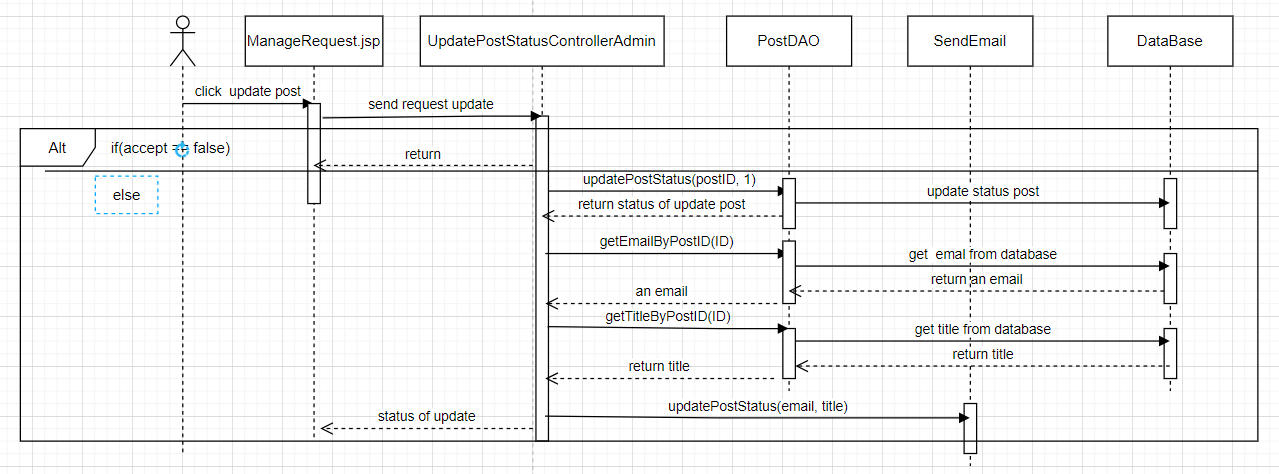 ManageRequest.jsp
UpdatePostStatusControllerAdmin
PostDAO
SendEmail
DataBase
click  update post
send request update
Alt
if(accept == false)
return
else
updatePostStatus(postID, 1)
update status post
return status of update post
getEmailByPostID(ID)
get  emal from database
return an email
an email
getTitleByPostID(ID)
get title from database
return title
return title
updatePostStatus(email, title)
status of update